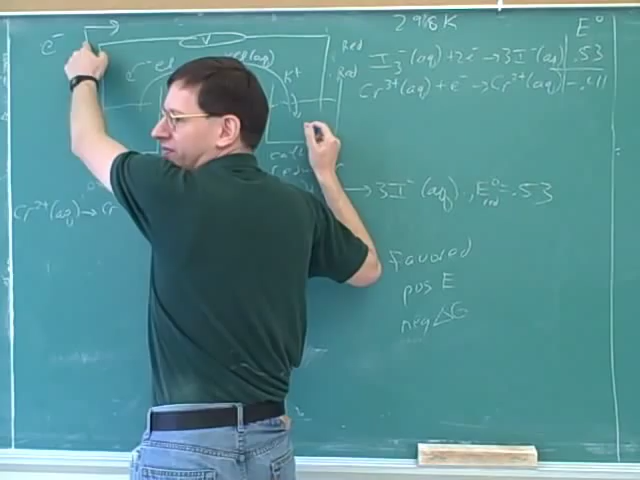 298 K E°
e⁻ → V Red I₃⁻(aq) + 2e⁻ → 3I⁻(aq) .53
K⁺ Red Cr³⁺(aq) + e⁻ → Cr²⁺(aq) -.41
→ 3I⁻(aq), E°red = .53
Cr²⁺(aq) → Cr
favored
pos E
neg ΔG